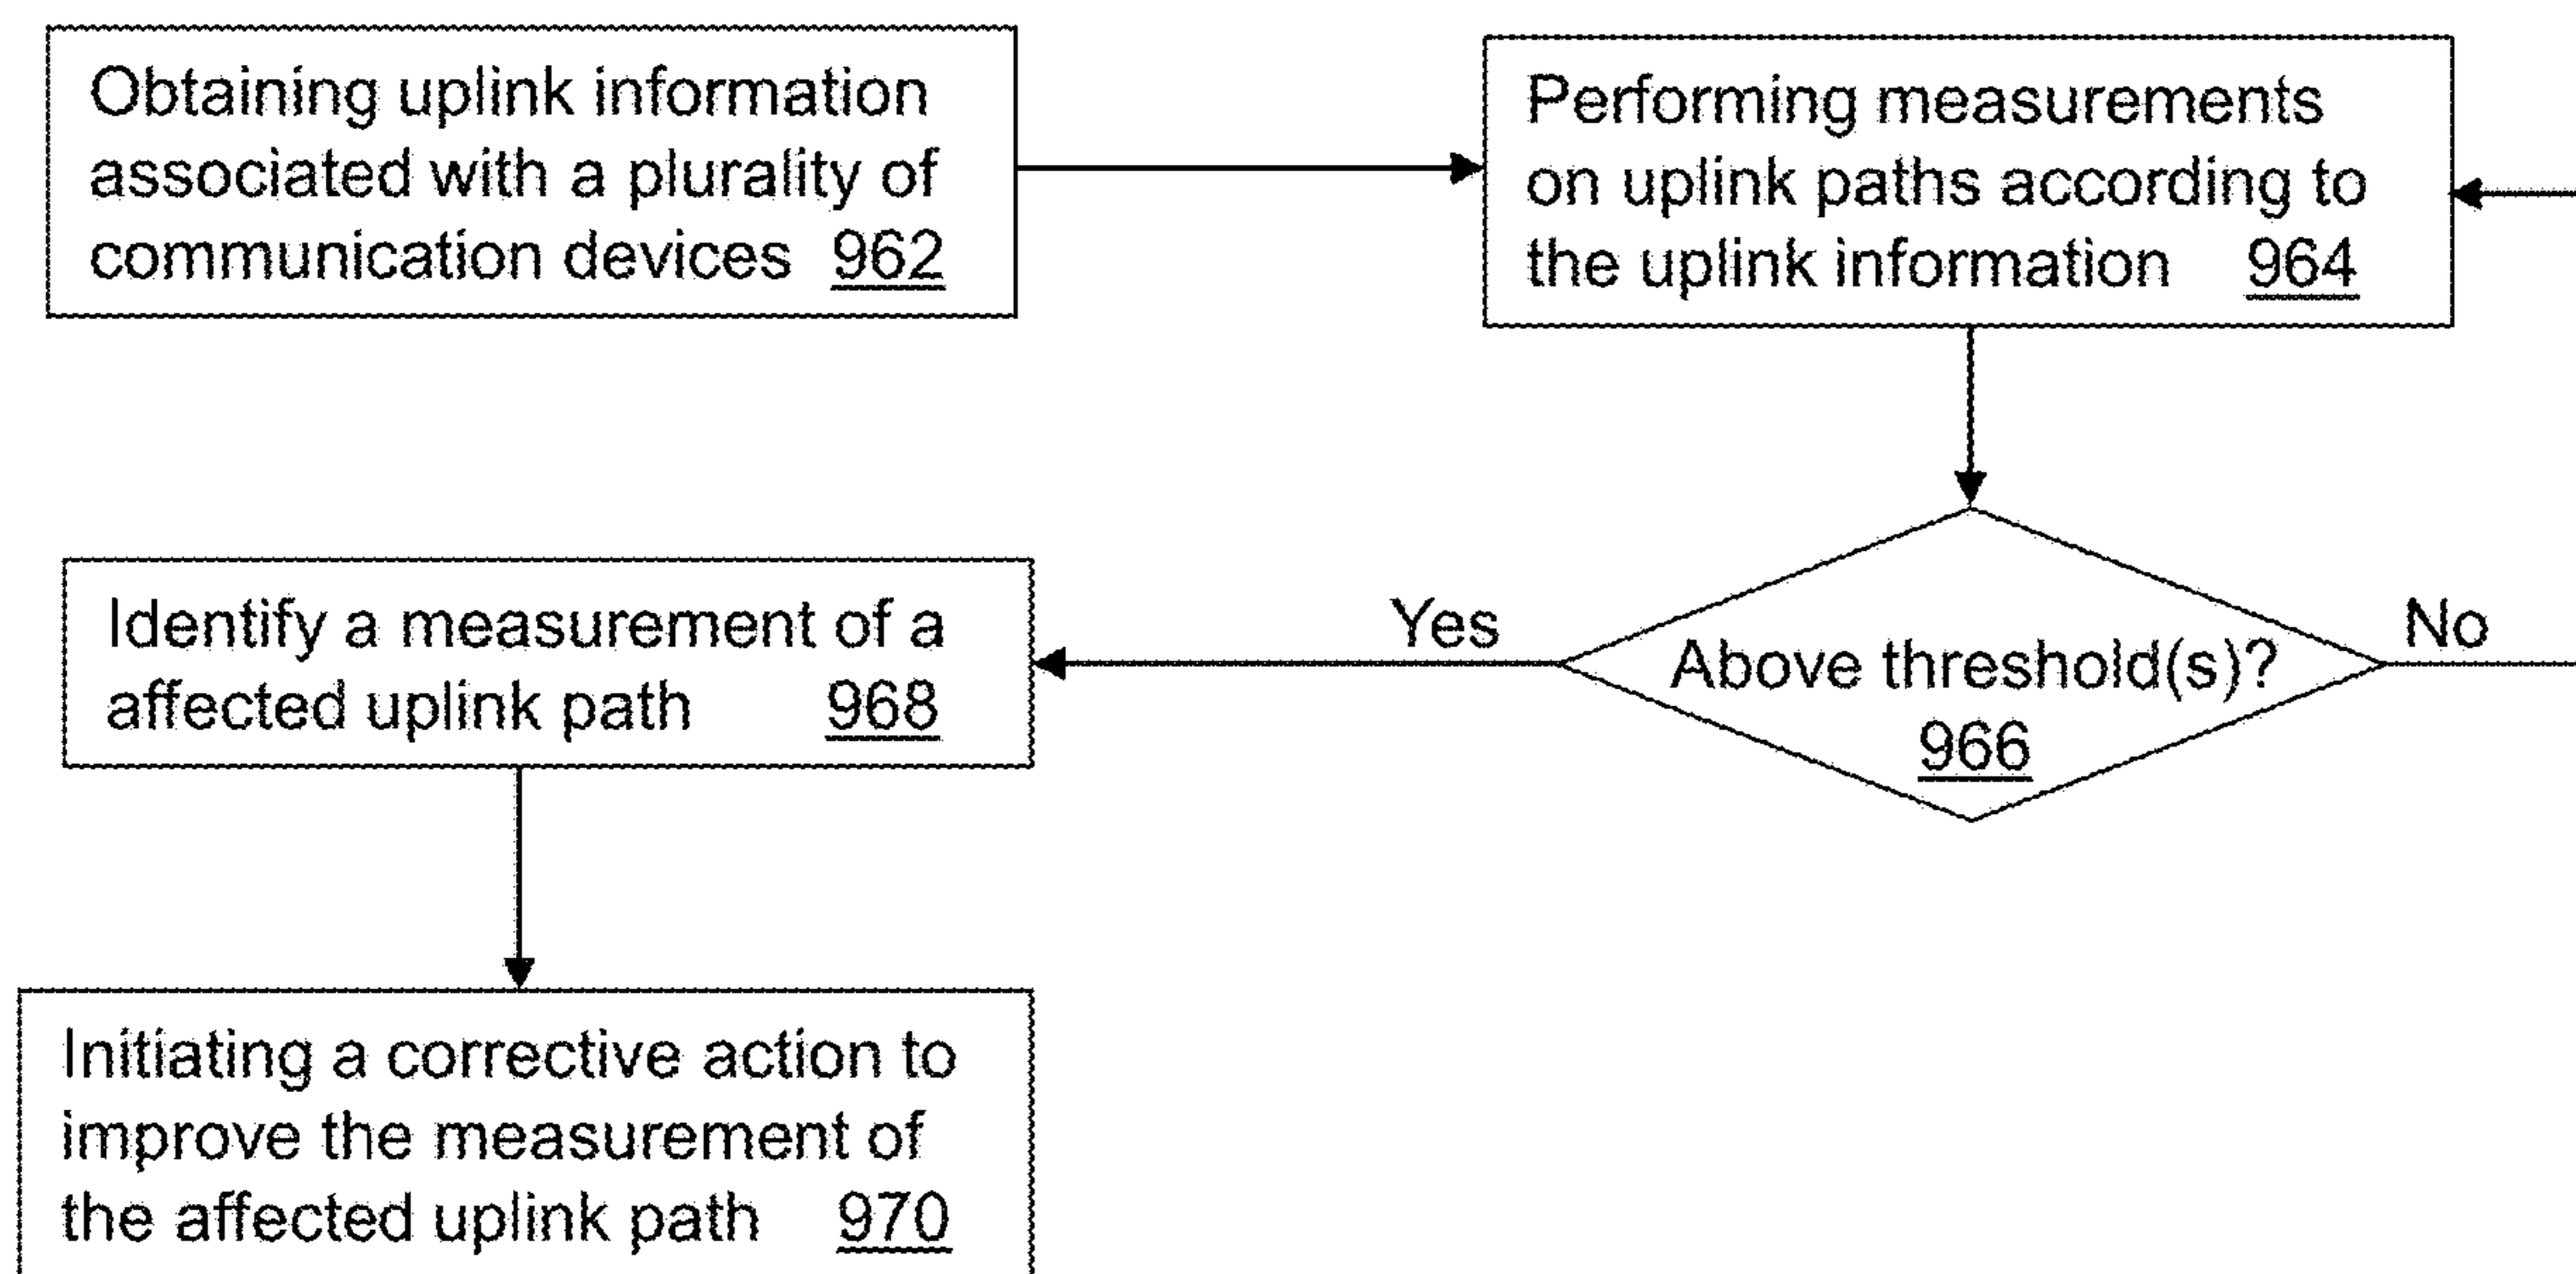 Obtaining uplink information
associated with a plurality of
communication devices 962
Performing measurements
on uplink paths according to
the uplink information 964
Above threshold(s)?
966
Yes
No
Identify a measurement of a
affected uplink path 968
Initiating a corrective action to
improve the measurement of
the affected uplink path 970